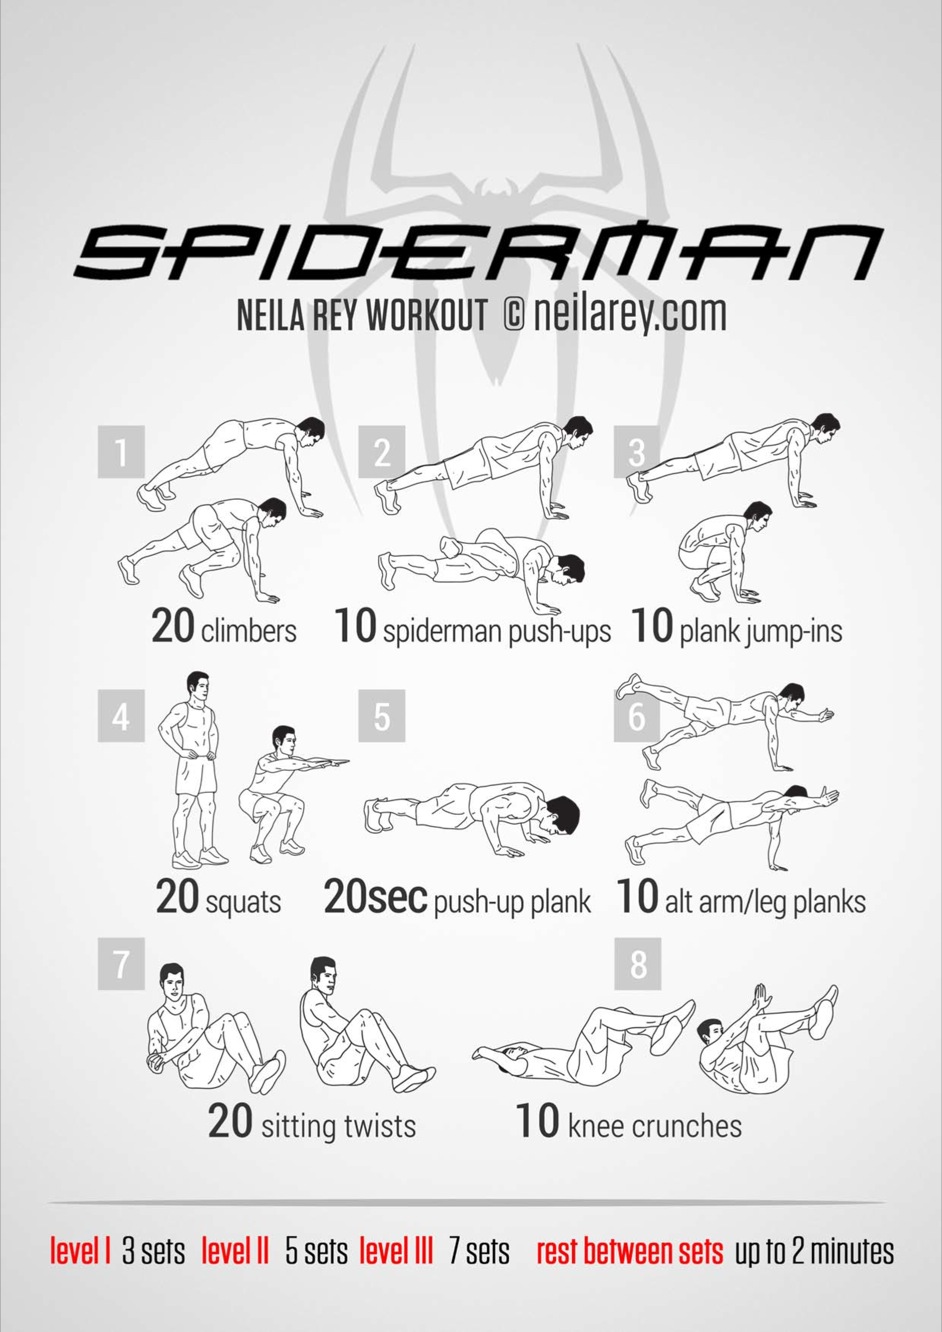 SPIDERMAN
NEILA REY WORKOUT © neilarey.com
1
2
3
20 climbers
10 spiderman push-ups
10 plank jump-ins
4
5
6
20 squats
20sec push-up plank
10 alt arm/leg planks
7
8
20 sitting twists
10 knee crunches
level I 3 sets level II 5 sets level III 7 sets rest between sets up to 2 minutes